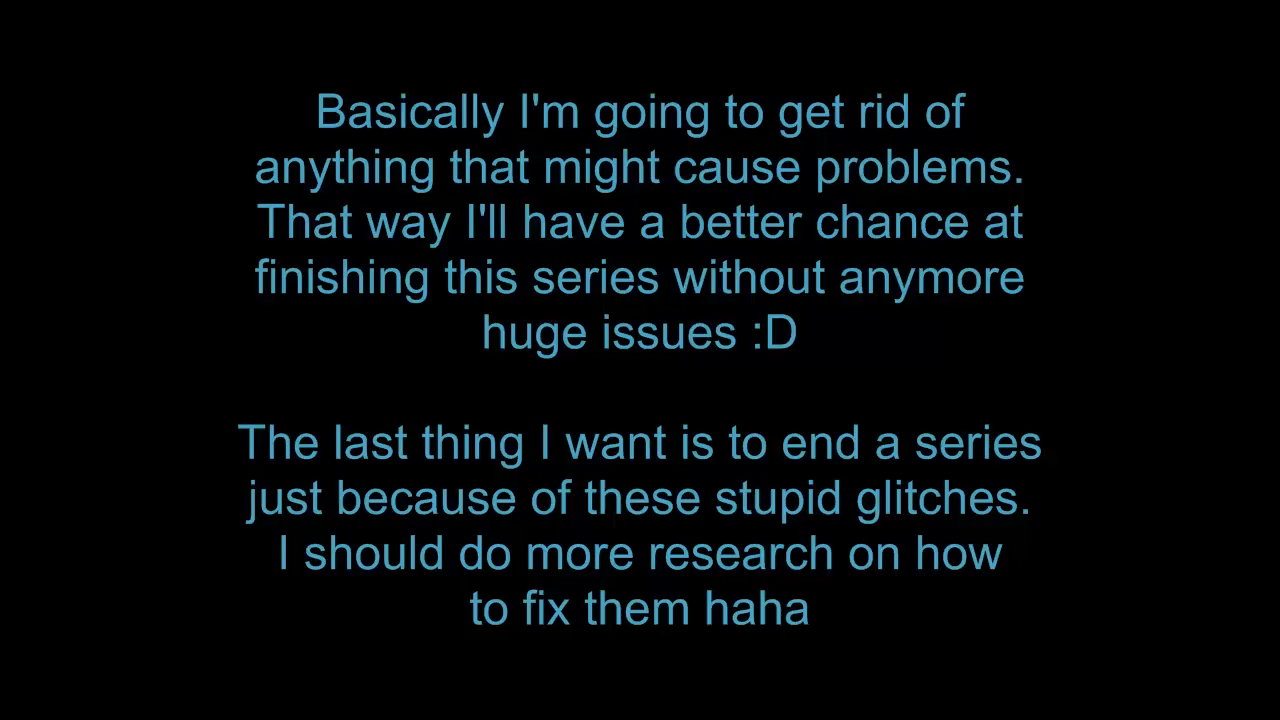 Basically I'm going to get rid of
anything that might cause problems.
That way I'll have a better chance at
finishing this series without anymore
huge issues :D
The last thing I want is to end a series
just because of these stupid glitches.
I should do more research on how
to fix them haha